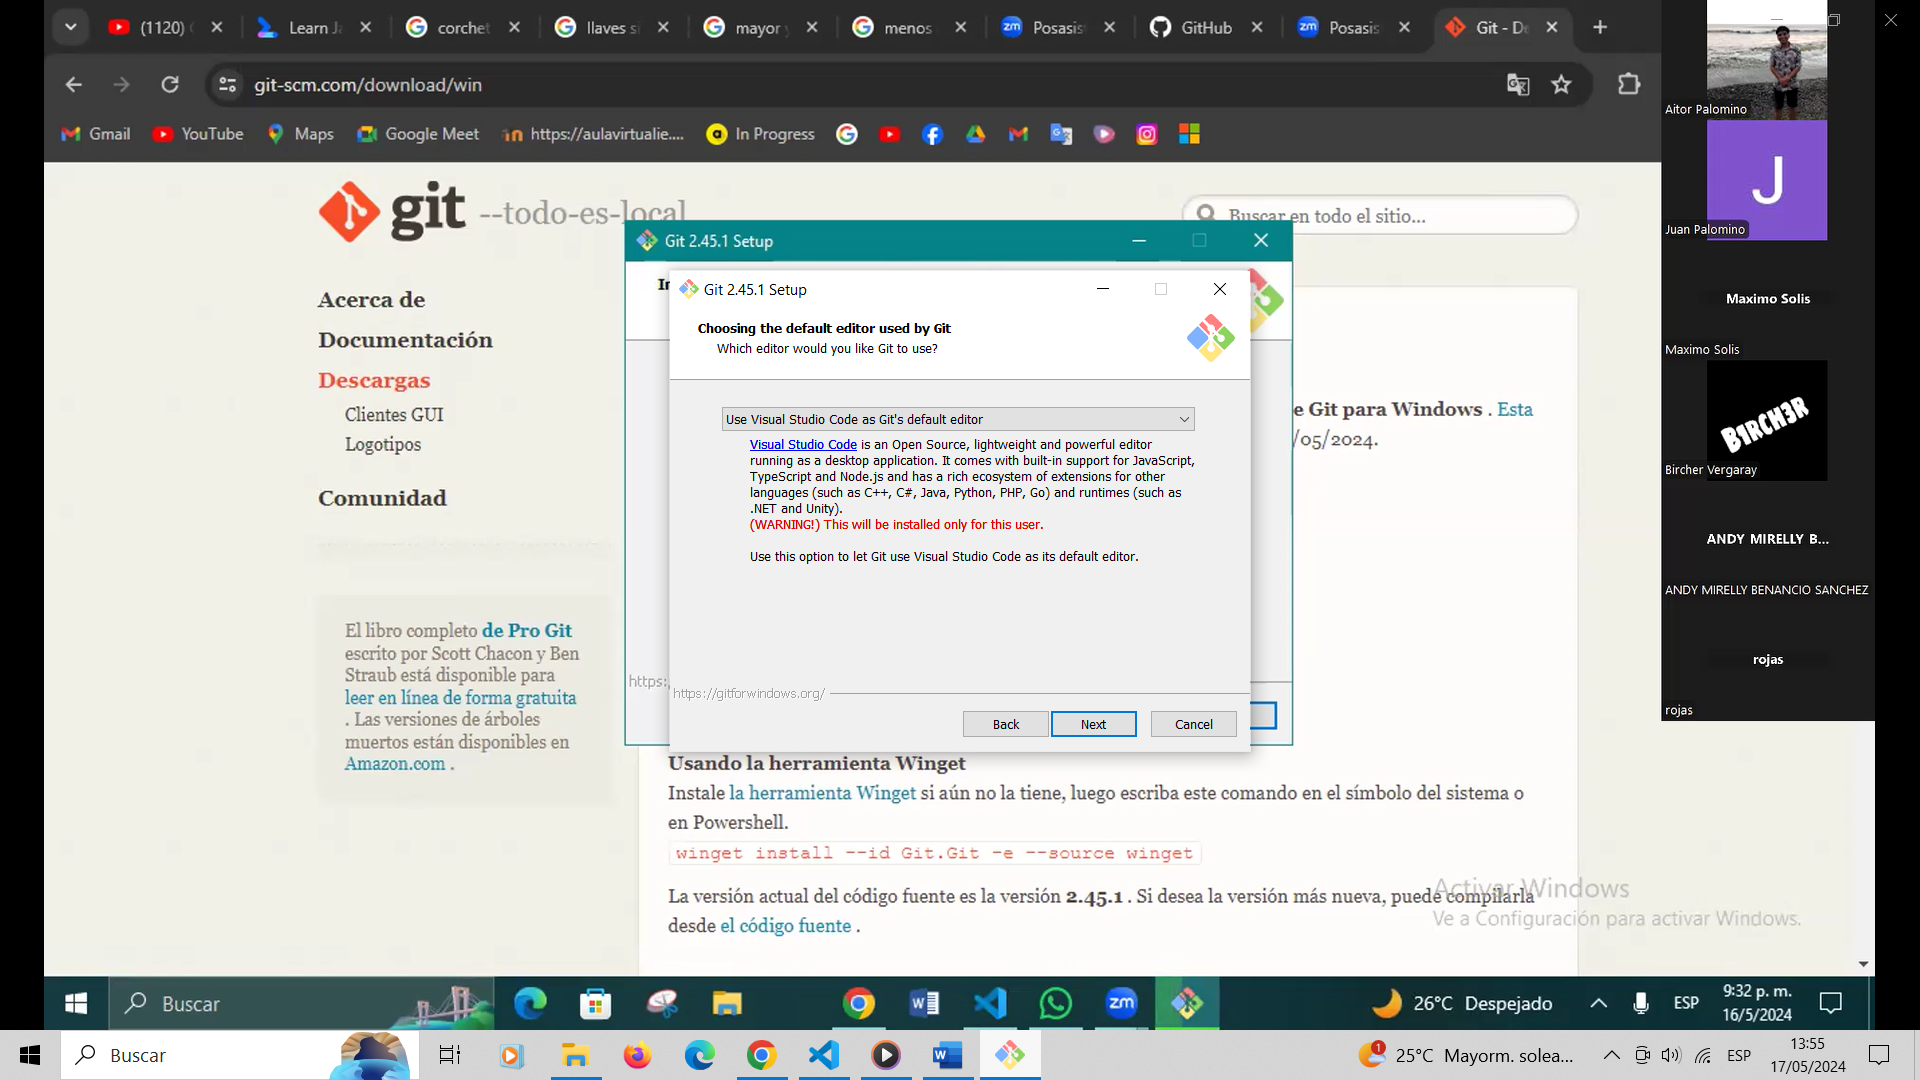 (1120)
Learn J
corchet
llaves si
mayor y
menos
Posasis
GitHub
Posasis
Git - De
git-scm.com/download/win
Gmail
YouTube
Maps
Google Meet
https://aulavirtualie....
In Progress
git --todo-es-local
Buscar en todo el sitio...
Acerca de
Documentación
Descargas
Clientes GUI
Logotipos
Comunidad
El libro completo de Pro Git
escrito por Scott Chacon y Ben
Straub está disponible para
leer en línea de forma gratuita
. Las versiones de árboles
muertos están disponibles en
Amazon.com .
Git 2.45.1 Setup
In
Git 2.45.1 Setup
Choosing the default editor used by Git
Which editor would you like Git to use?
Use Visual Studio Code as Git's default editor
Visual Studio Code is an Open Source, lightweight and powerful editor
running as a desktop application. It comes with built-in support for JavaScript,
TypeScript and Node.js and has a rich ecosystem of extensions for other
languages (such as C++, C#, Java, Python, PHP, Go) and runtimes (such as
.NET and Unity).
(WARNING!) This will be installed only for this user.
Use this option to let Git use Visual Studio Code as its default editor.
https:
https://gitforwindows.org/
Back
Next
Cancel
e Git para Windows . Esta
/05/2024.
Usando la herramienta Winget
Instale la herramienta Winget si aún no la tiene, luego escriba este comando en el símbolo del sistema o
en Powershell.
winget install --id Git.Git -e --source winget
La versión actual del código fuente es la versión 2.45.1 . Si desea la versión más nueva, puede compilarla
desde el código fuente .
Activar Windows
Ve a Configuración para activar Windows.
Aitor Palomino
J
Juan Palomino
Maximo Solis
Maximo Solis
B1RCH3R
Bircher Vergaray
ANDY MIRELLY B...
ANDY MIRELLY BENANCIO SANCHEZ
rojas
rojas
Buscar
zm
26°C Despejado
ESP
9:32 p. m.
16/5/2024
Buscar
1
25°C Mayorm. solea...
ESP
13:55
17/05/2024